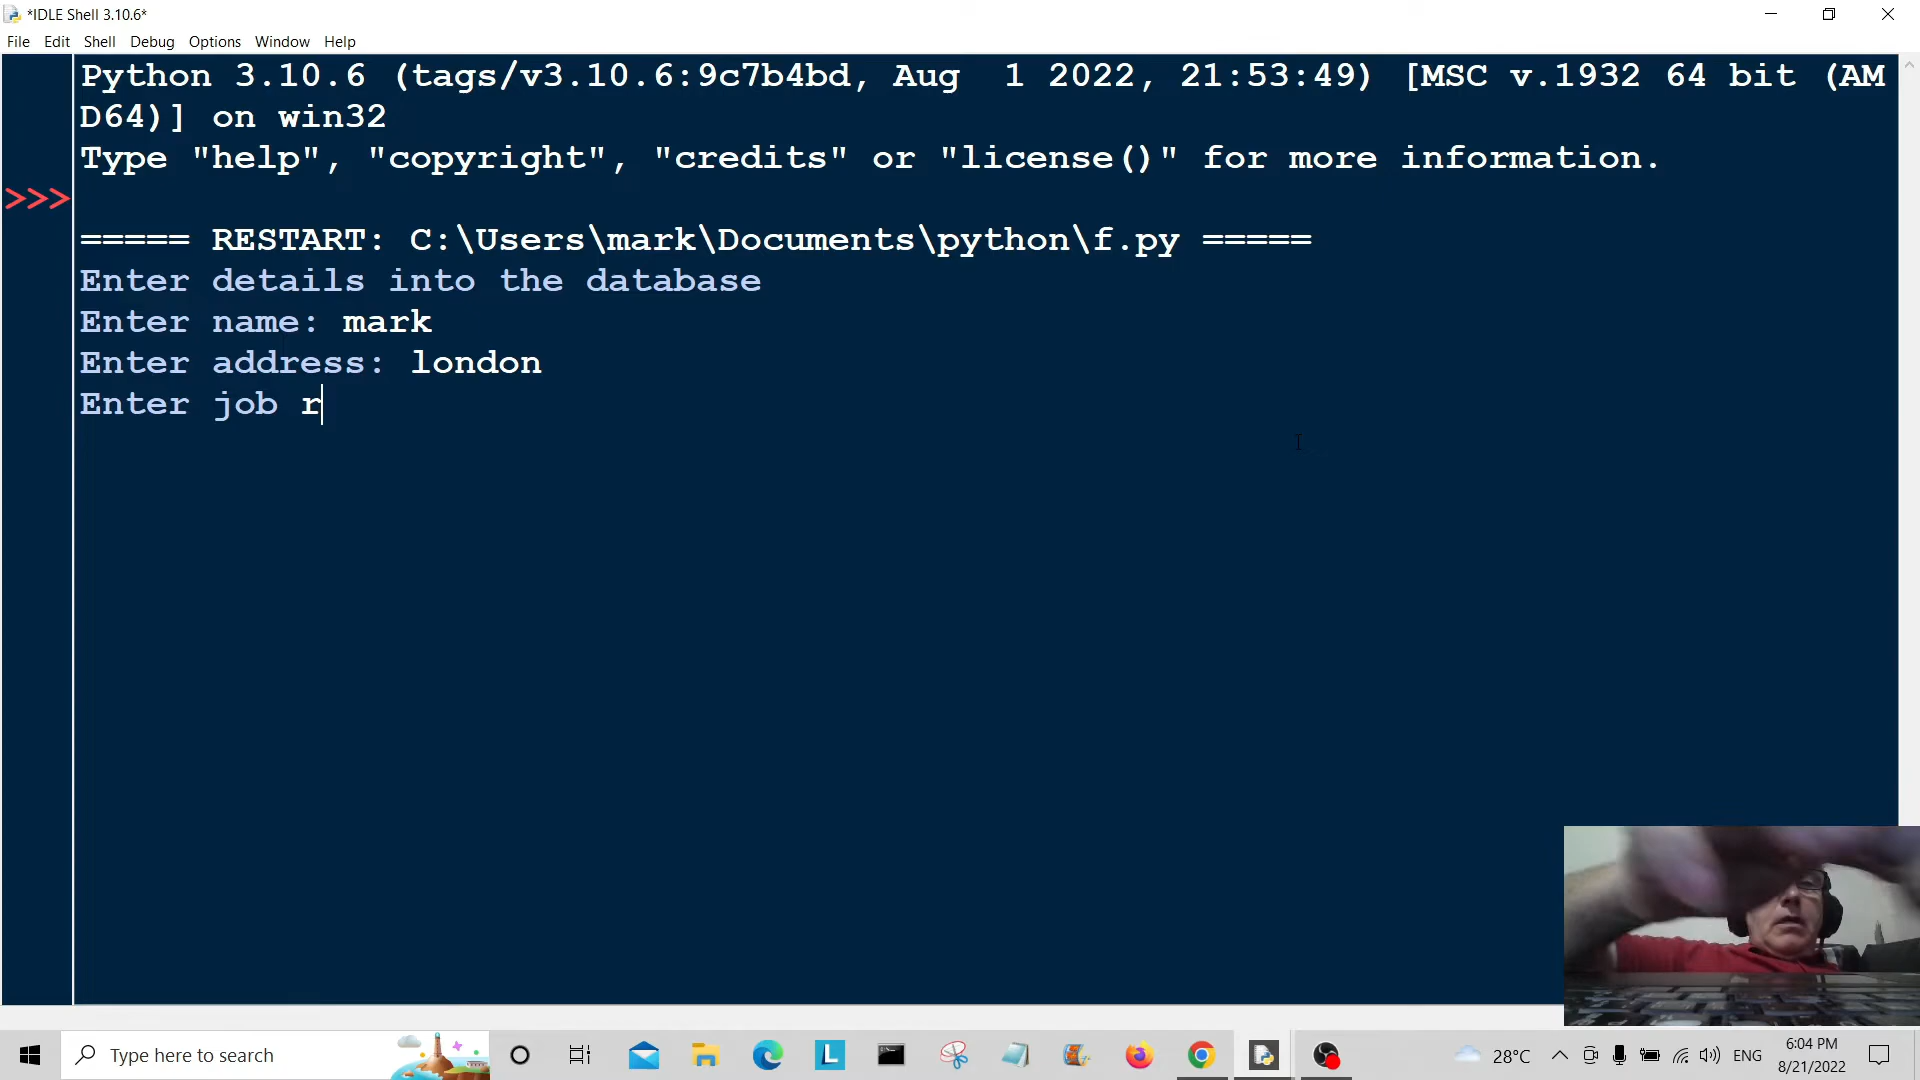 *IDLE Shell 3.10.6*
File Edit Shell Debug Options Window Help
Python 3.10.6 (tags/v3.10.6:9c7b4bd, Aug  1 2022, 21:53:49) [MSC v.1932 64 bit (AM
D64)] on win32
Type "help", "copyright", "credits" or "license()" for more information.
>>>
===== RESTART: C:\Users\mark\Documents\python\f.py =====
Enter details into the database
Enter name: mark
Enter address: london
Enter job r
Type here to search
L
28°C
ENG
6:04 PM
8/21/2022